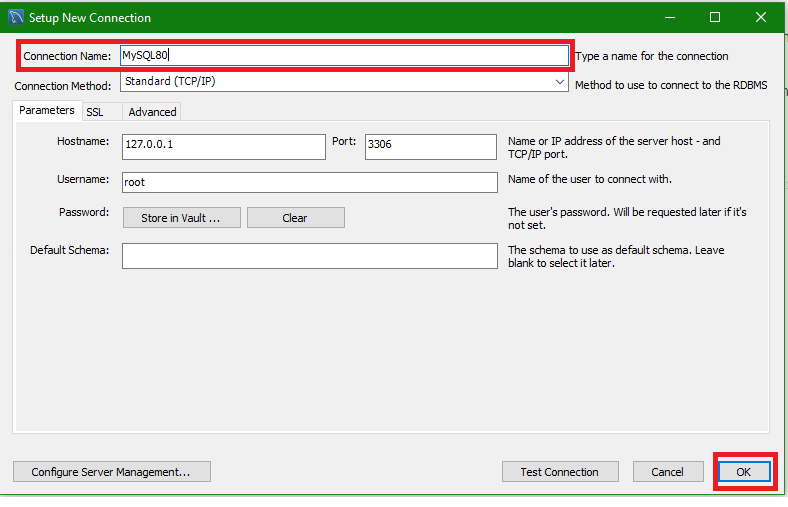 Setup New Connection
Connection Name: MySQL80 Type a name for the connection
Connection Method: Standard (TCP/IP) Method to use to connect to the RDBMS
Parameters SSL Advanced
Hostname: 127.0.0.1 Port: 3306 Name or IP address of the server host - and
TCP/IP port.
Username: root Name of the user to connect with.
Password: Store in Vault ... Clear The user's password. Will be requested later if it's
not set.
Default Schema: The schema to use as default schema. Leave
blank to select it later.
Configure Server Management... Test Connection Cancel OK